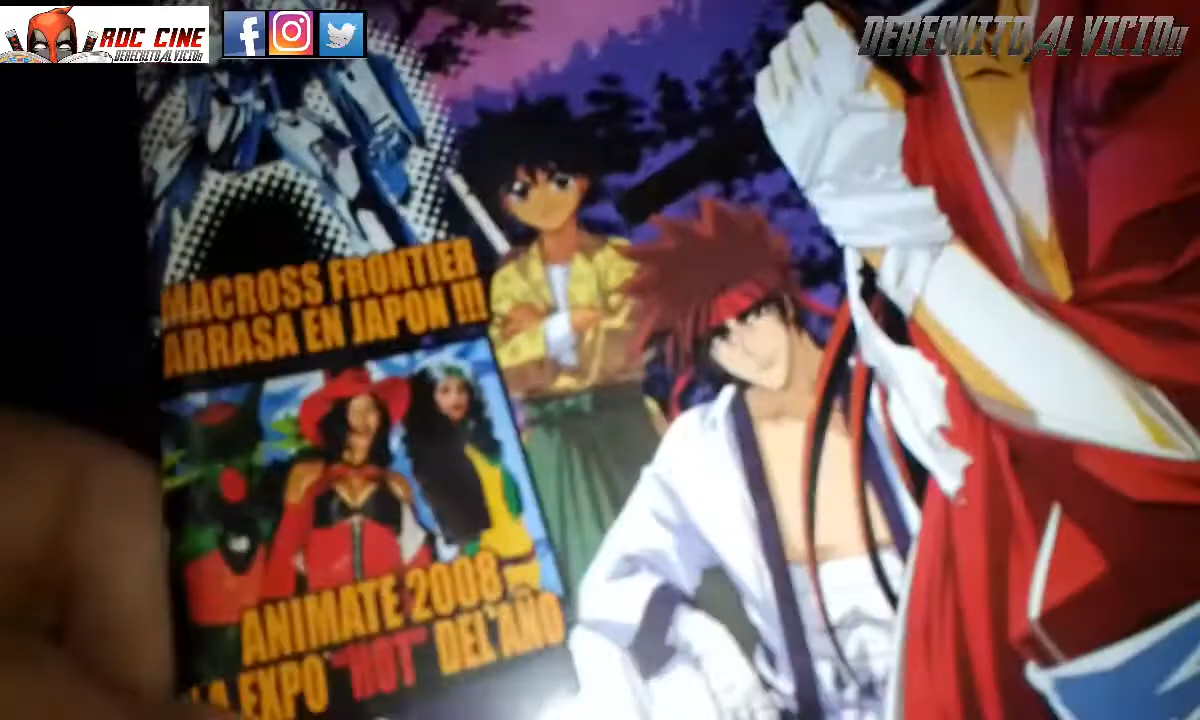 RDC CINE
DERECHITO AL VICIO!!
DERECHITO AL VICIO!!
MACROSS FRONTIER
ARRASA EN JAPON !!!
ANIMATE 2008
LA EXPO "HOT" DEL AÑO